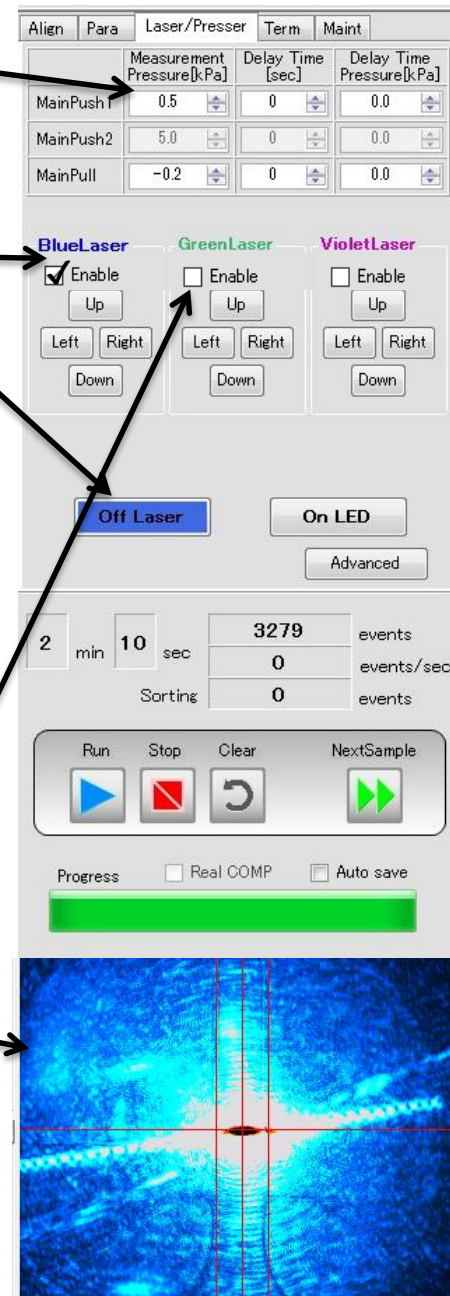 Align Para Laser/Presser Term Maint
Measurement Pressure[kPa] Delay Time [sec] Delay Time Pressure[kPa]
MainPush1 0.5 0 0.0
MainPush2 5.0 0 0.0
MainPull -0.2 0 0.0
BlueLaser GreenLaser VioletLaser
Enable Enable Enable
Up Up Up
Left Right Left Right Left Right
Down Down Down
Off Laser On LED
Advanced
2 min 10 sec 3279 events
0 events/sec
Sorting 0 events
Run Stop Clear NextSample
Progress Real COMP Auto save